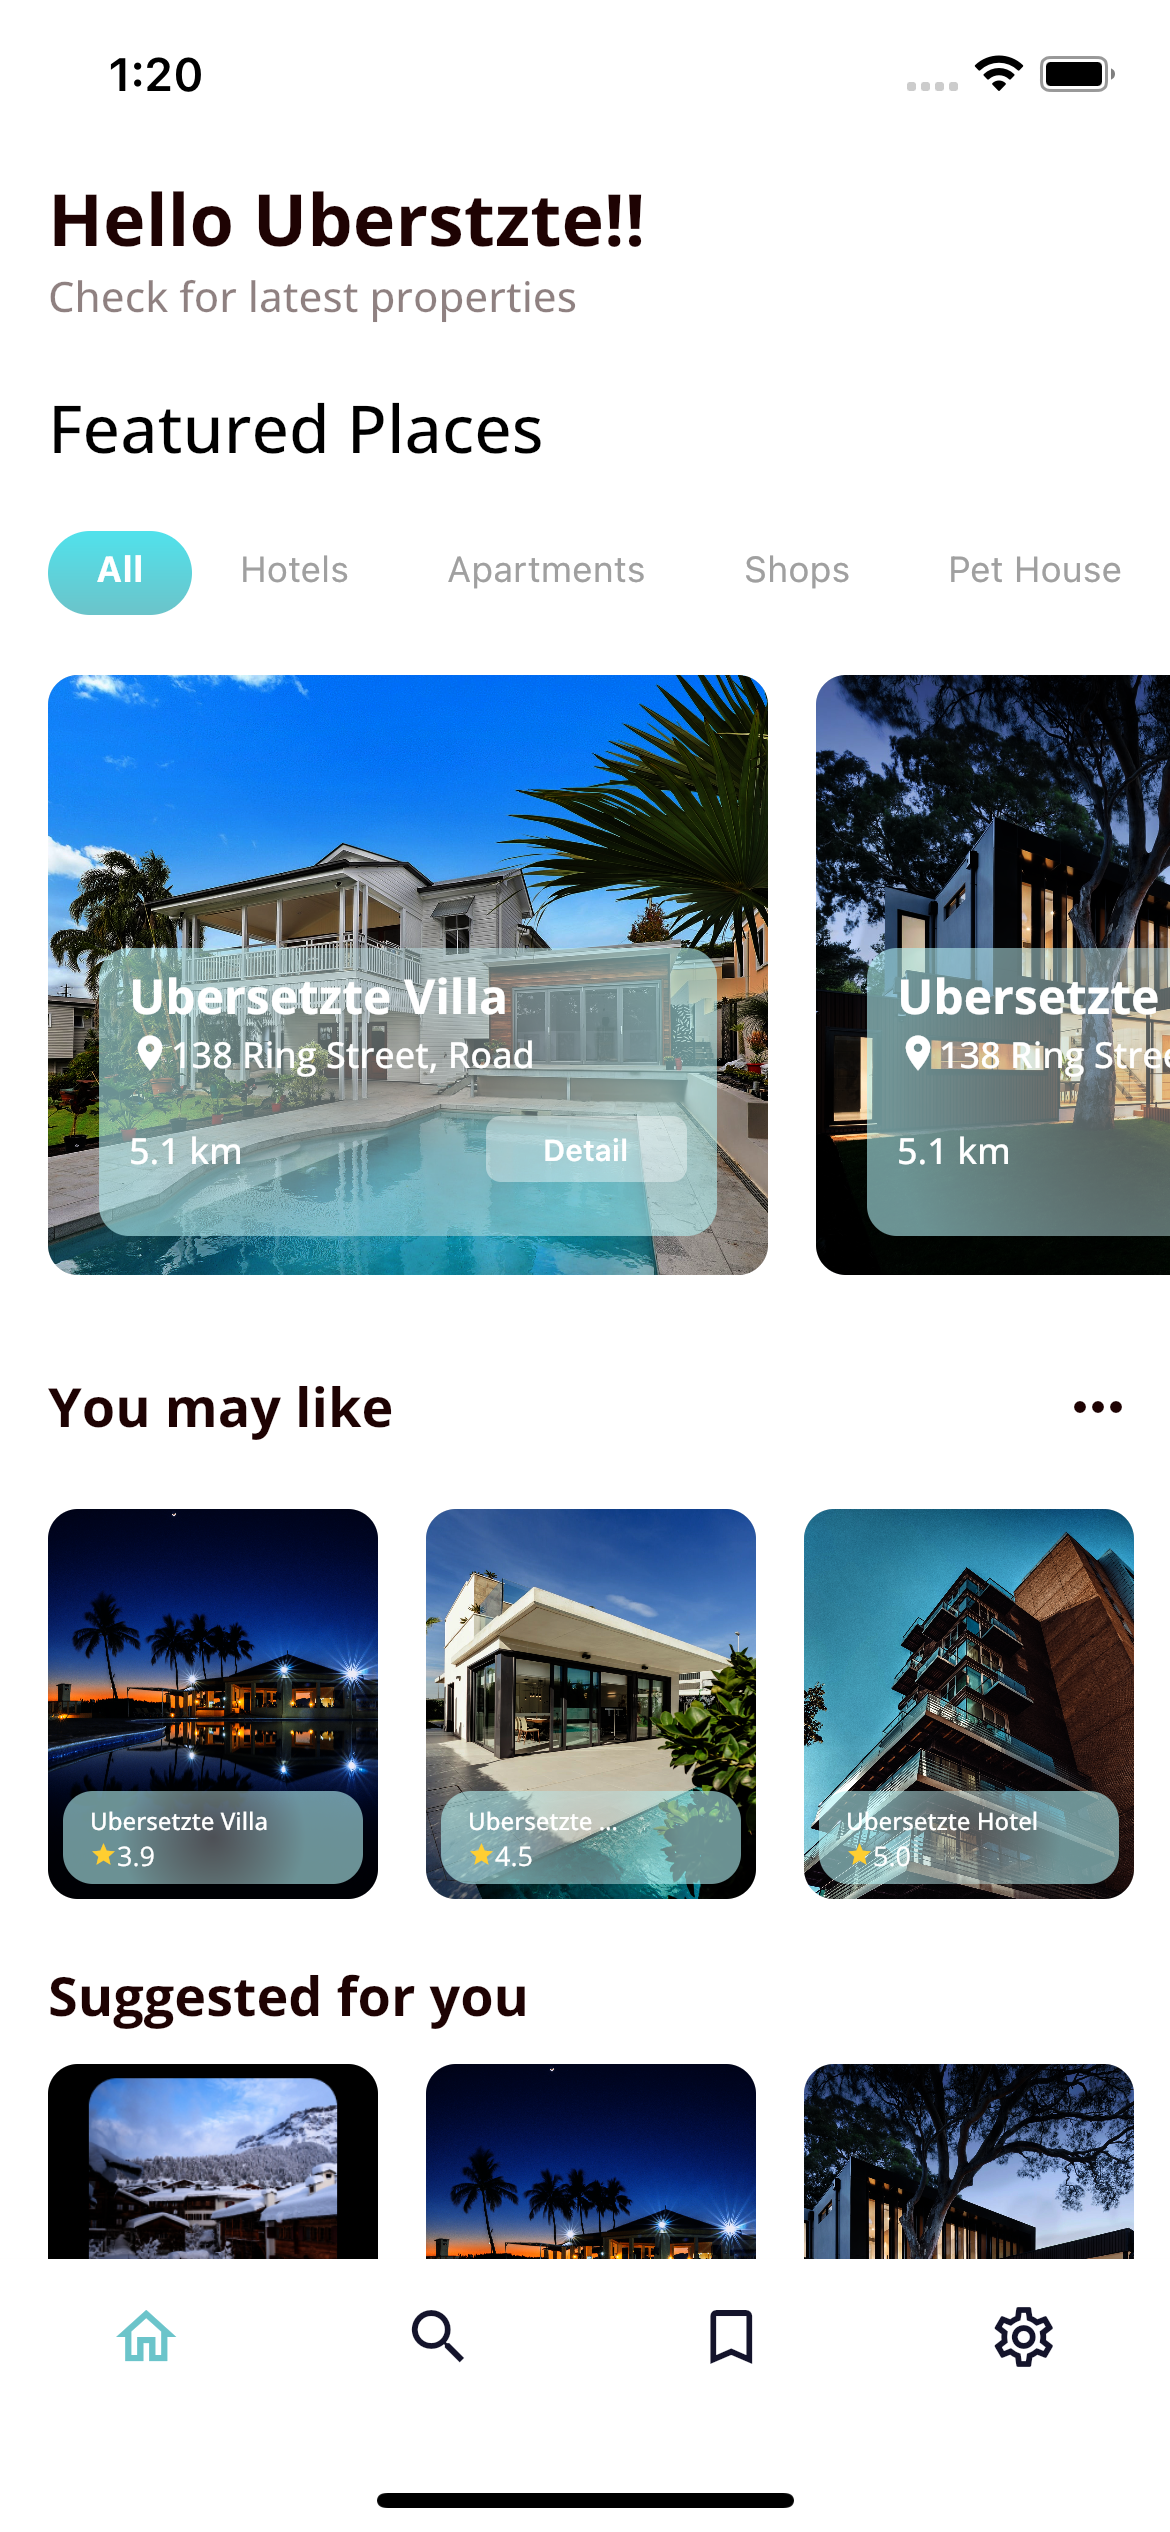 1:20
Hello Uberstzte!!
Check for latest properties
Featured Places
All Hotels Apartments Shops Pet House
Ubersetzte Villa
138 Ring Street, Road
5.1 km
Detail
Ubersetzte
138 Ring Stree
5.1 km
You may like
Ubersetzte Villa
3.9
Ubersetzte ...
4.5
Ubersetzte Hotel
5.0
Suggested for you